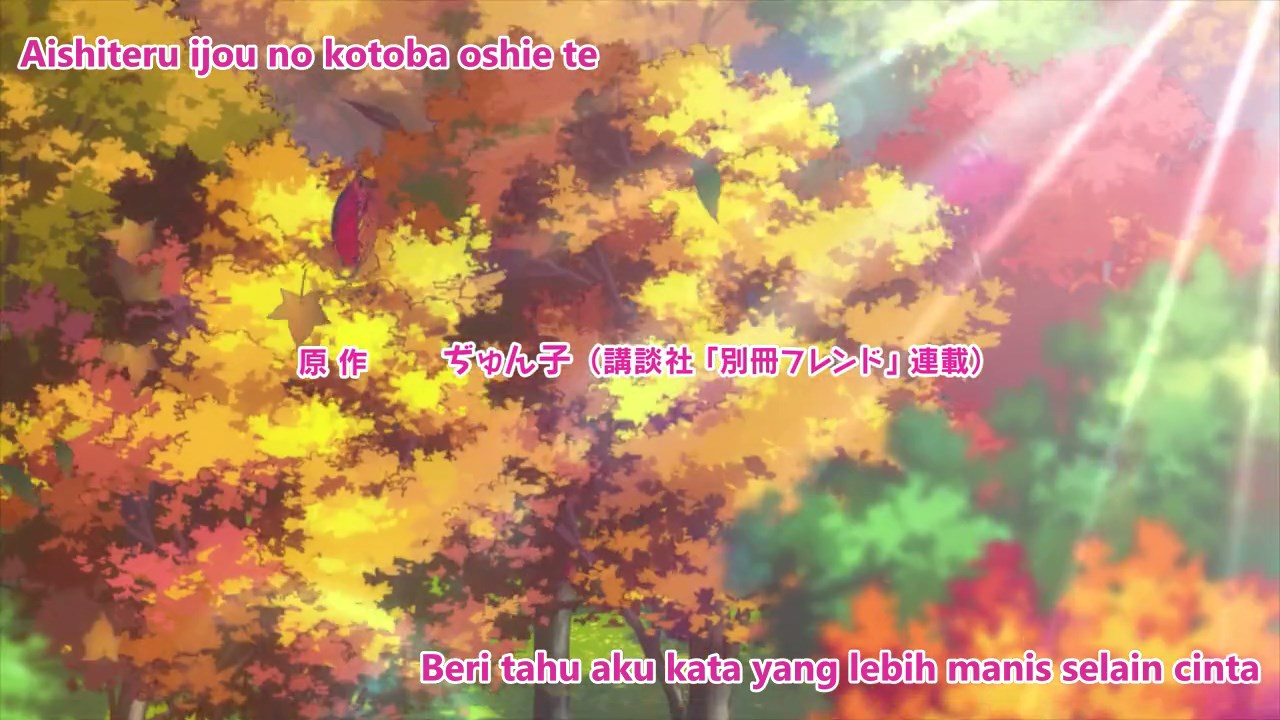 Aishiteru ijou no kotoba oshie te
原作 ぢゅん子 (講談社「別冊フレンド」連載)
Beri tahu aku kata yang lebih manis selain cinta